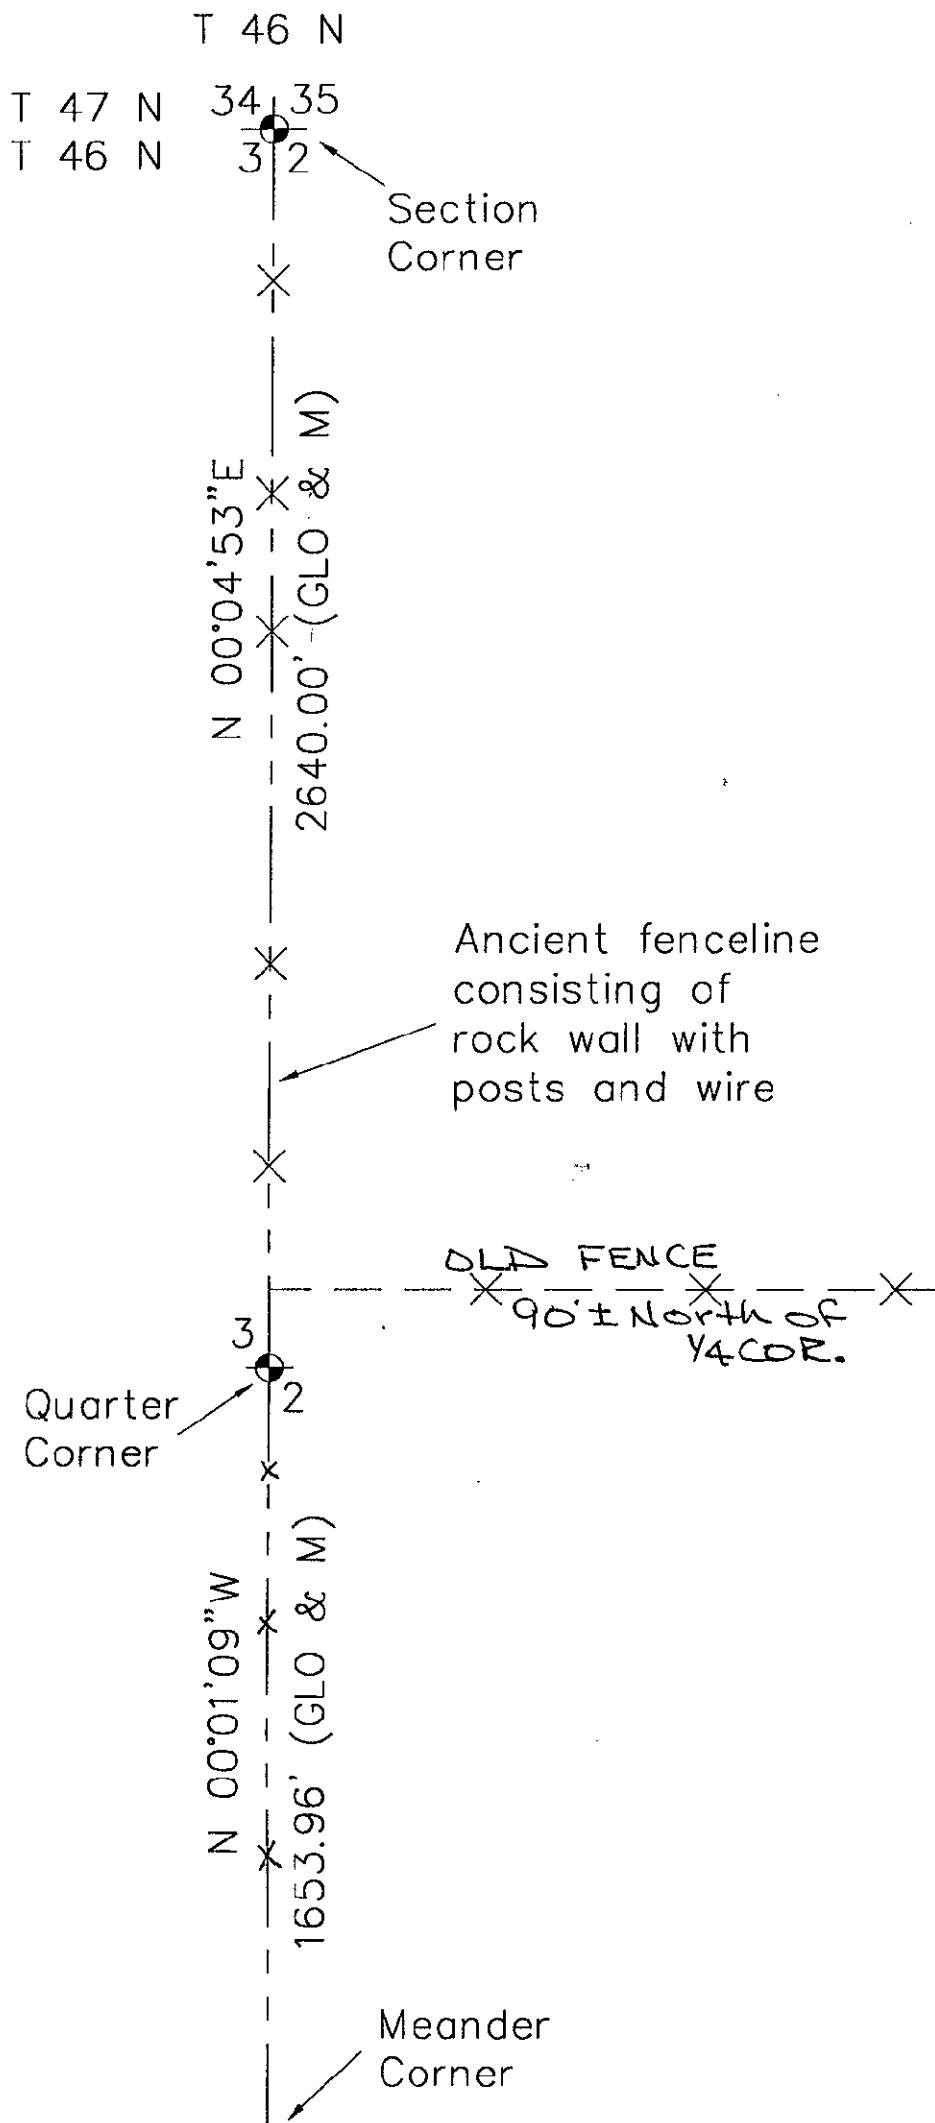 T 46 N
T 47 N
34 35
T 46 N
3 2
Section
Corner
N 00°04'53"E
2640.00' (GLO & M)
Ancient fenceline
consisting of
rock wall with
posts and wire
OLD FENCE
90'± North of
1/4 COR.
3
2
Quarter
Corner
N 00°01'09"W
1653.96' (GLO & M)
Meander
Corner